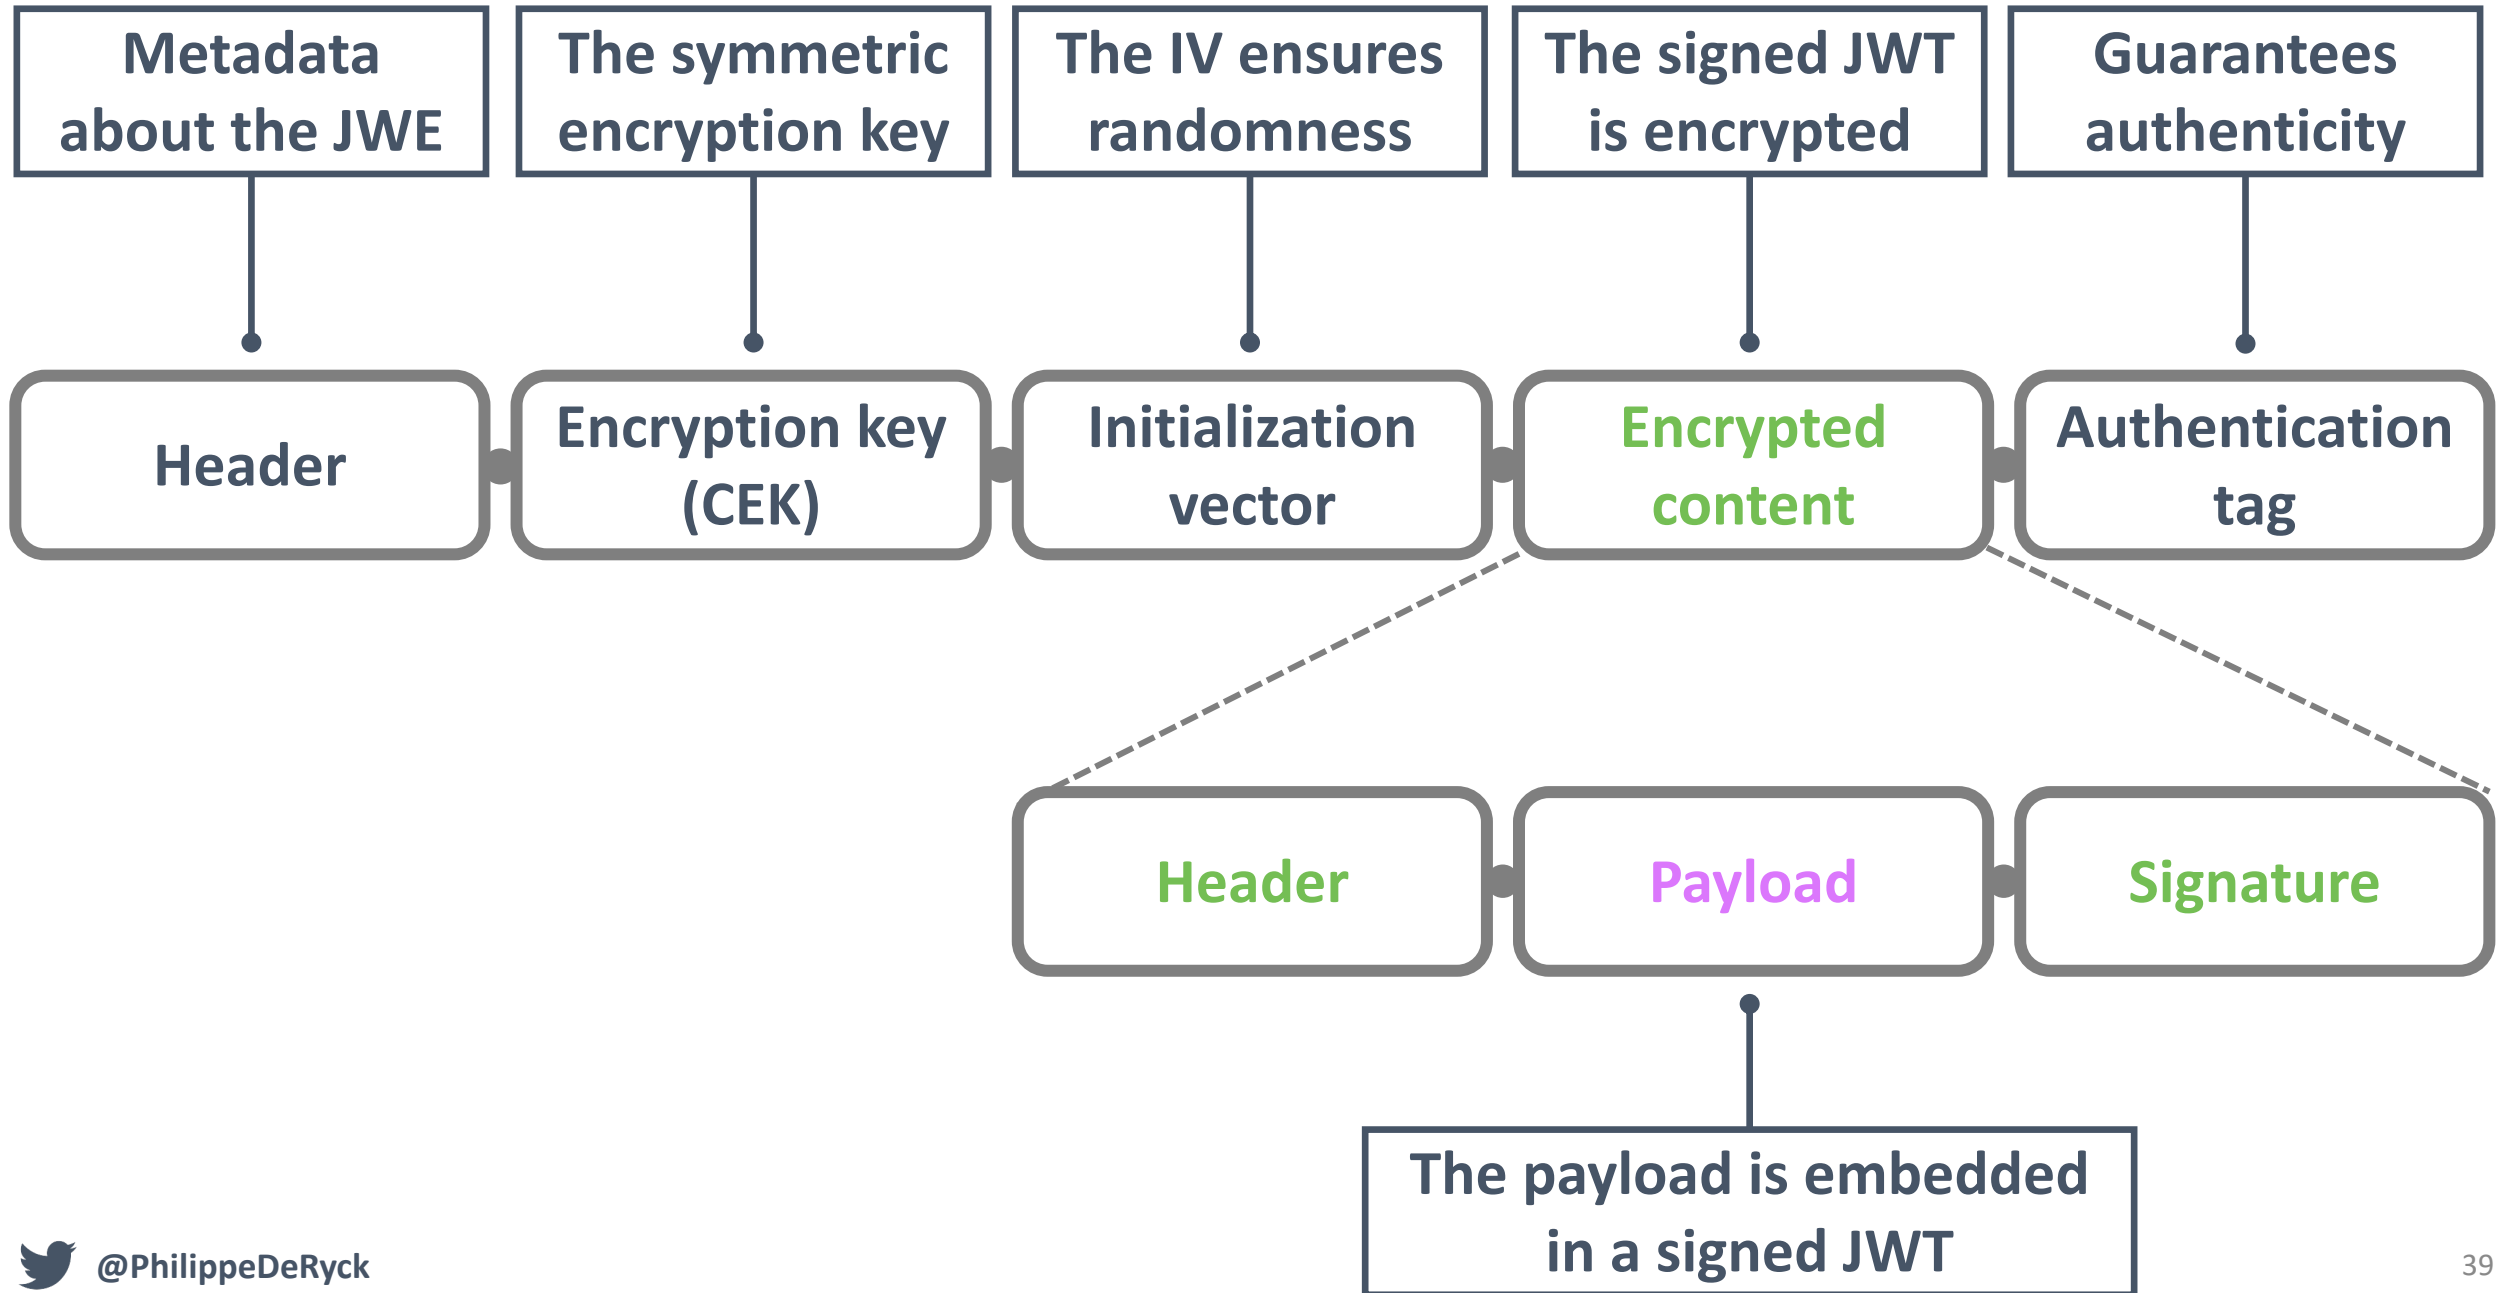 Metadata
about the JWE
The symmetric
encryption key
The IV ensures
randomness
The signed JWT
is encrypted
Guarantees
authenticity
Header
Encryption key
(CEK)
Initialization
vector
Encrypted
content
Authentication
tag
Header
Payload
Signature
The payload is embedded
in a signed JWT
@PhilippeDeRyck
39